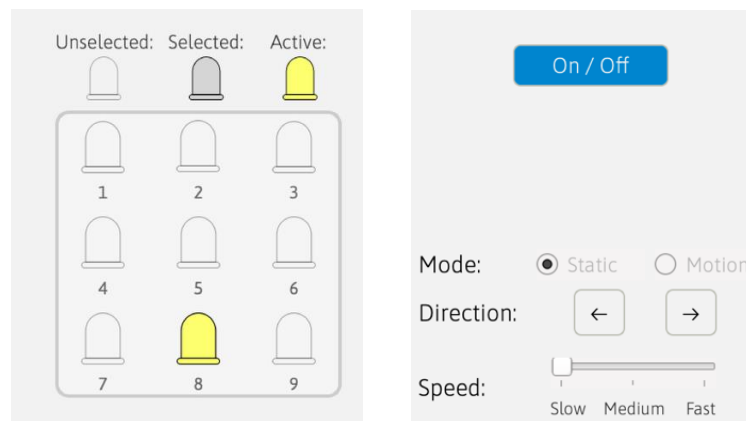 Unselected: Selected: Active:
1 2 3
4 5 6
7 8 9
On / Off
Mode: Static Motion
Direction: ← →
Speed:
Slow Medium Fast